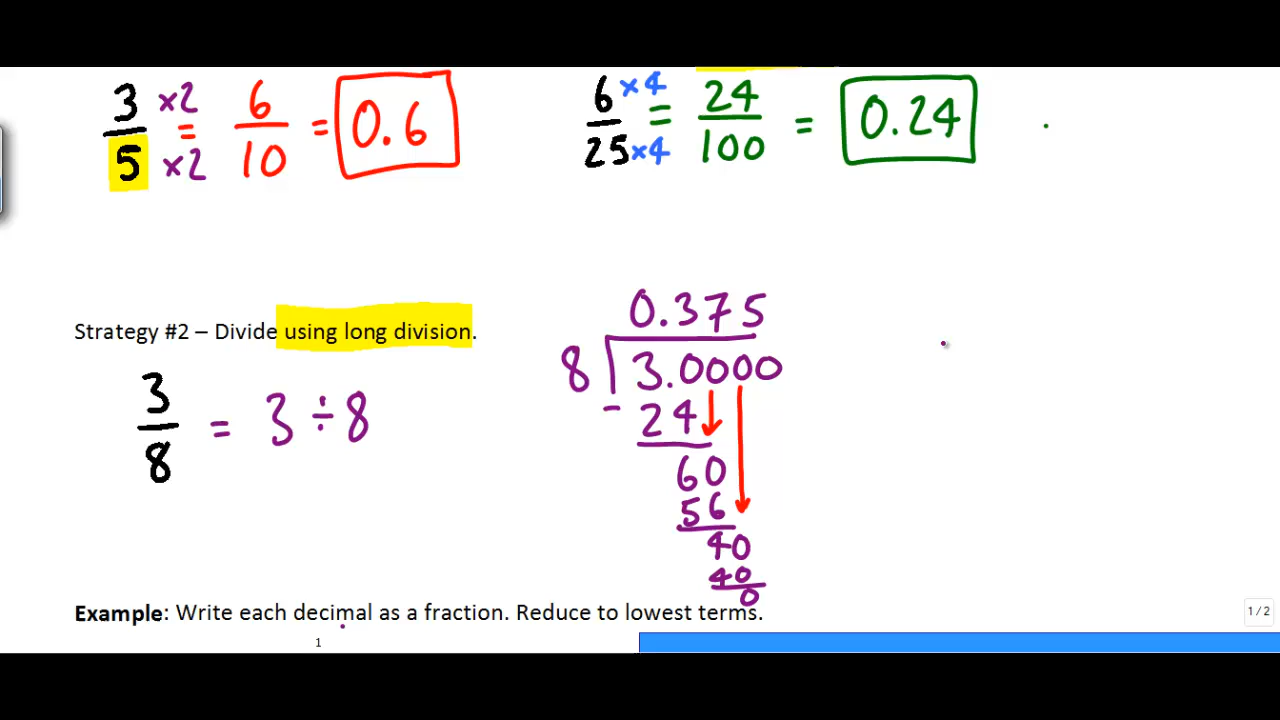 3/5 ×2 ×2 = 6/10 = 0.6
6/25 ×4 ×4 = 24/100 = 0.24
Strategy #2 – Divide using long division.
3/8 = 3 ÷ 8
0.375
8 3.0000
- 24
60
56
40
40
0
Example: Write each decimal as a fraction. Reduce to lowest terms.
1
1 / 2